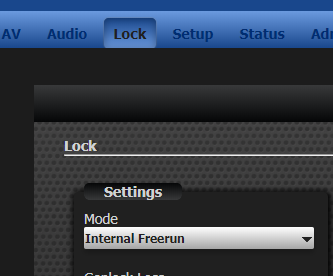 AV Audio Lock Setup Status
Lock
Settings
Mode
Internal Freerun